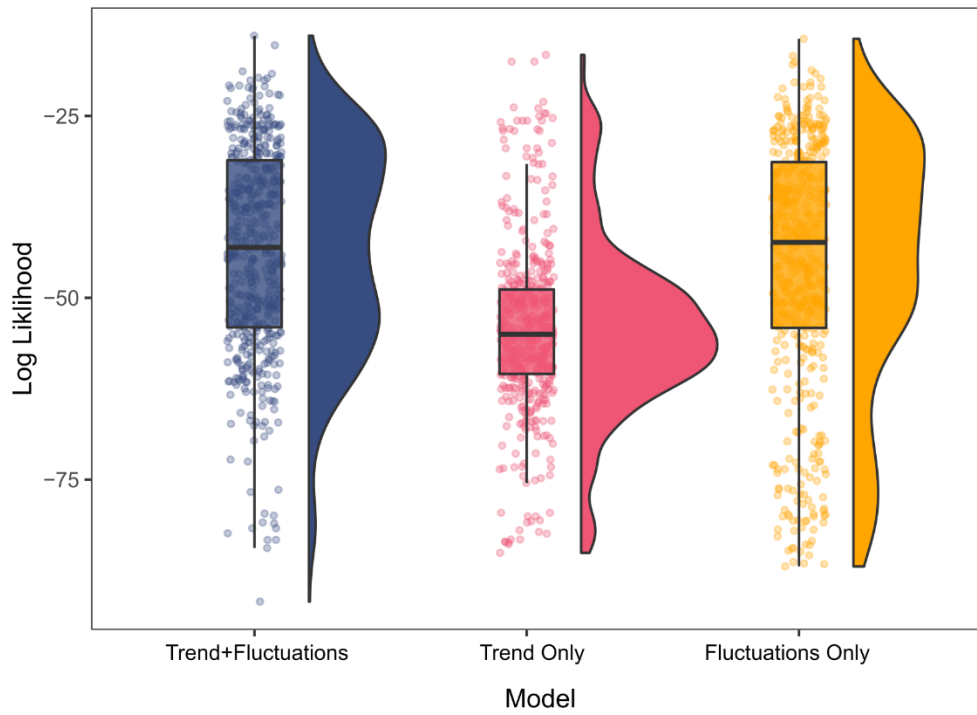 Log Liklihood
−25
−50
−75
Trend+Fluctuations
Trend Only
Fluctuations Only
Model